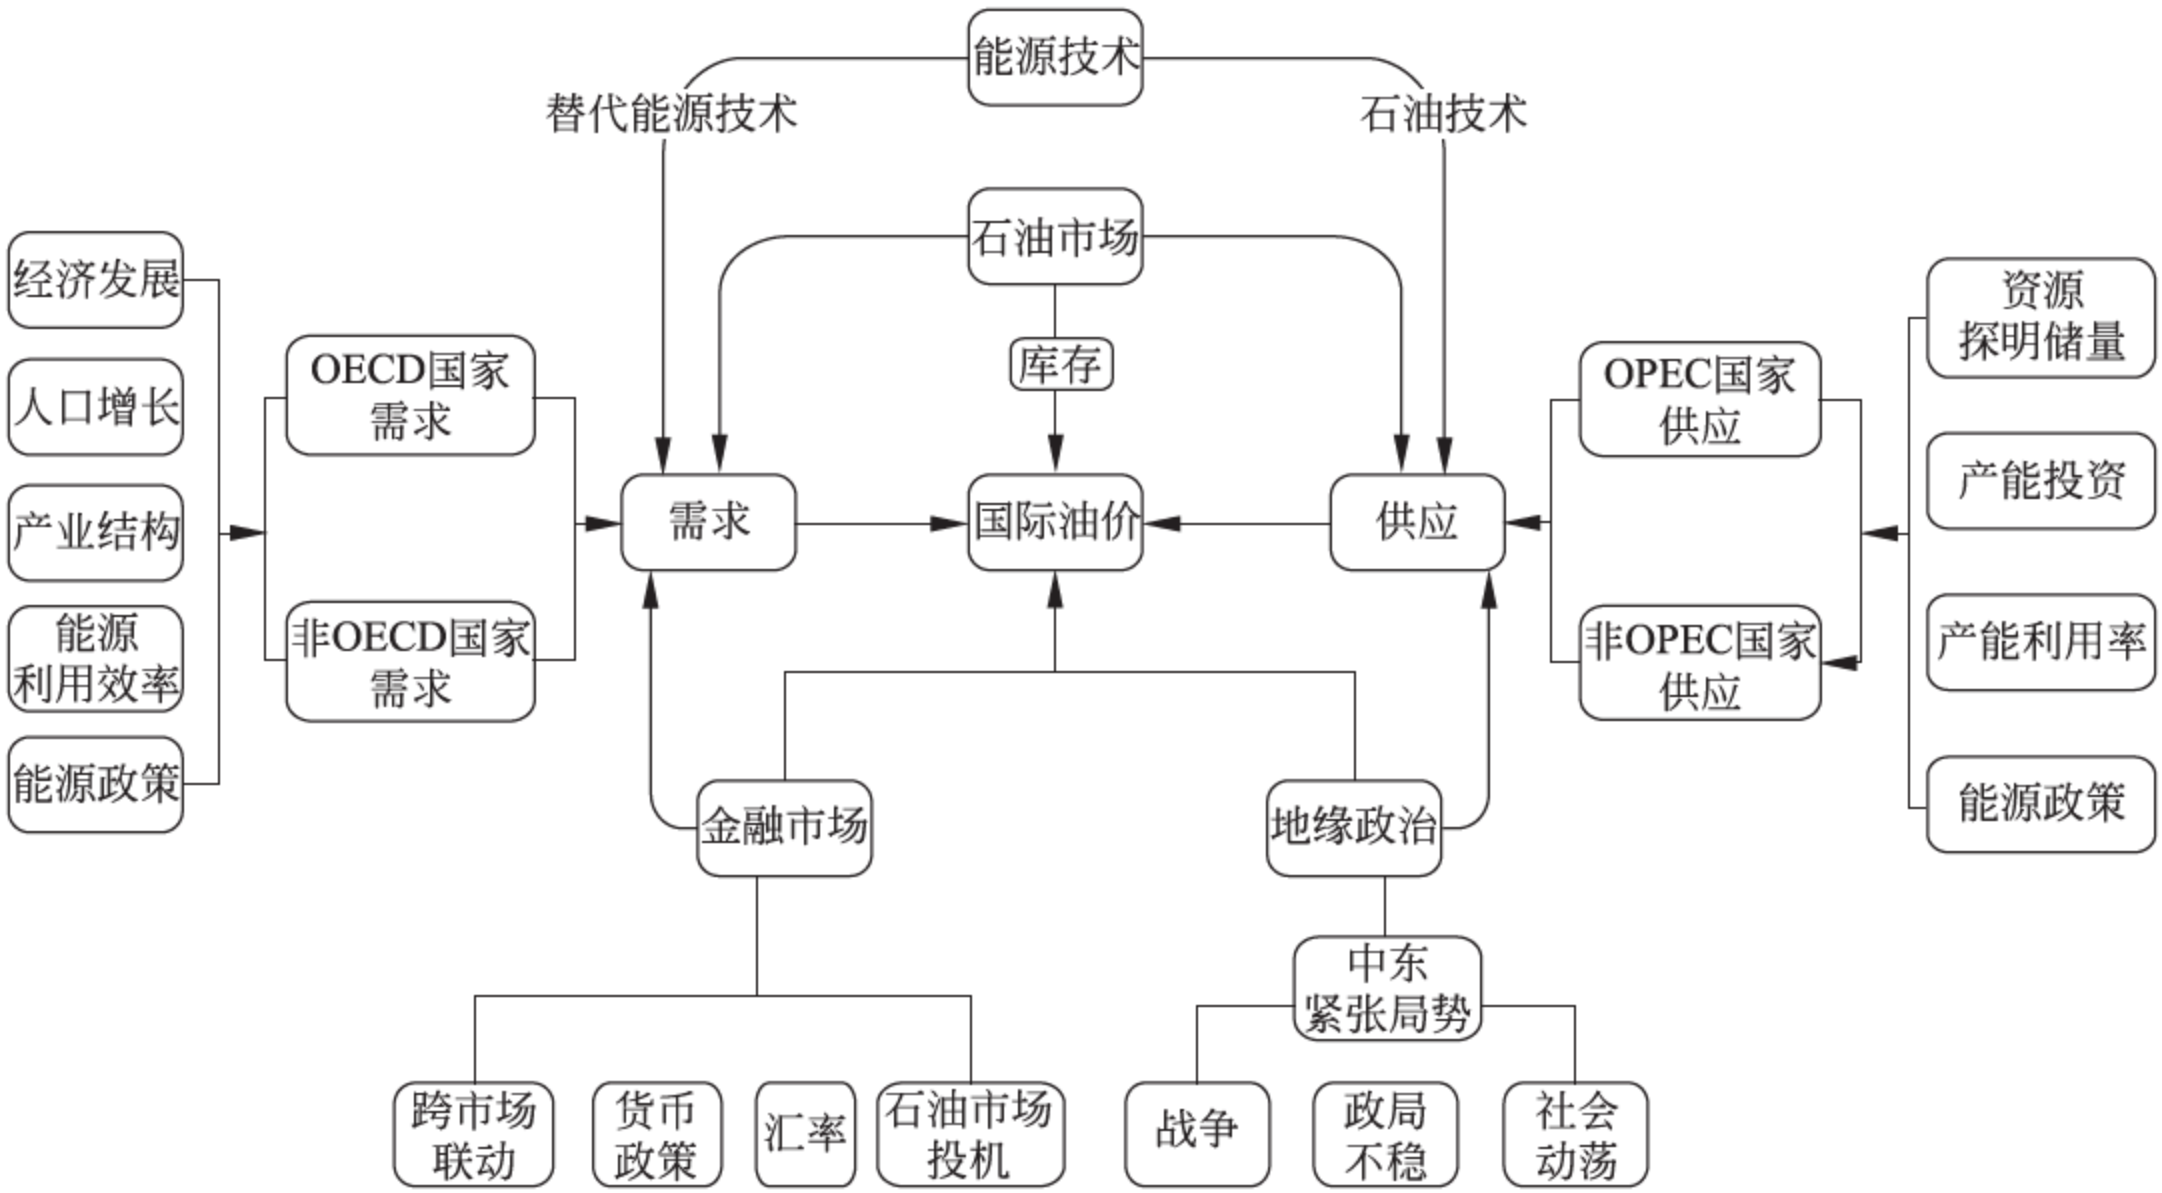 能源技术
替代能源技术
石油技术
石油市场
库存
经济发展
人口增长
产业结构
能源
利用效率
能源政策
OECD国家
需求
非OECD国家
需求
需求
国际油价
供应
OPEC国家
供应
非OPEC国家
供应
资源
探明储量
产能投资
产能利用率
能源政策
金融市场
地缘政治
中东
紧张局势
跨市场
联动
货币
政策
汇率
石油市场
投机
战争
政局
不稳
社会
动荡